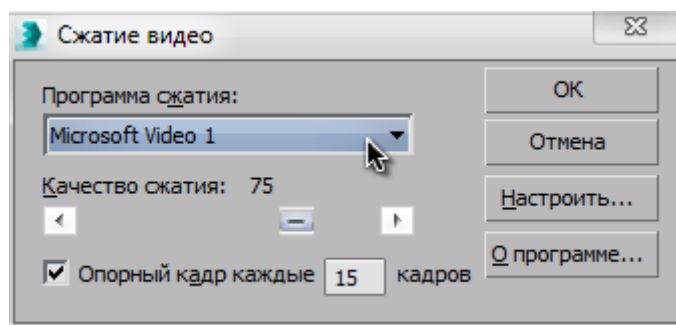 Сжатие видео
Программа сжатия:
Microsoft Video 1
Качество сжатия: 75
Опорный кадр каждые 15 кадров
OK
Отмена
Настроить...
О программе...